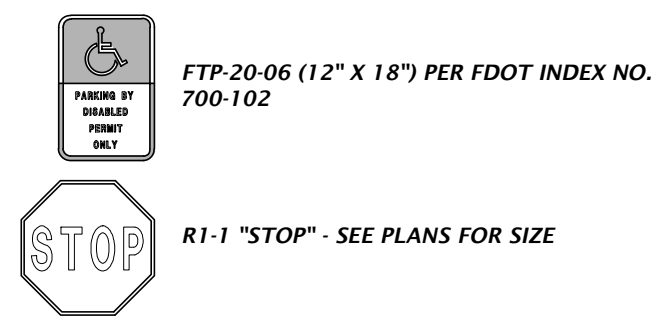 PARKING BY
DISABLED
PERMIT
ONLY
FTP-20-06 (12" X 18") PER FDOT INDEX NO.
700-102
STOP
R1-1 "STOP" - SEE PLANS FOR SIZE